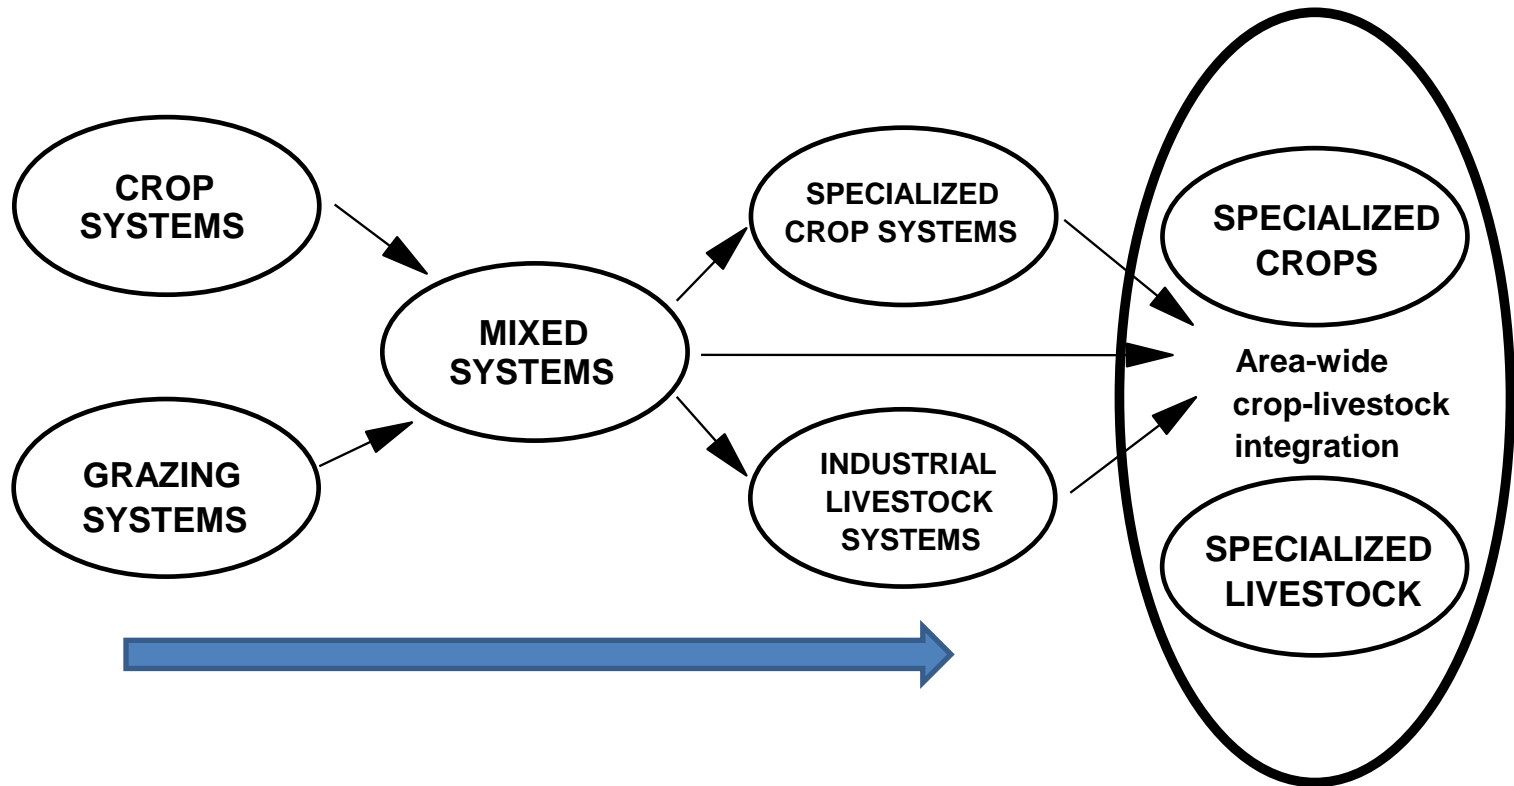 CROP
SYSTEMS
GRAZING
SYSTEMS
MIXED
SYSTEMS
SPECIALIZED
CROP SYSTEMS
INDUSTRIAL
LIVESTOCK
SYSTEMS
SPECIALIZED
CROPS
Area-wide
crop-livestock
integration
SPECIALIZED
LIVESTOCK